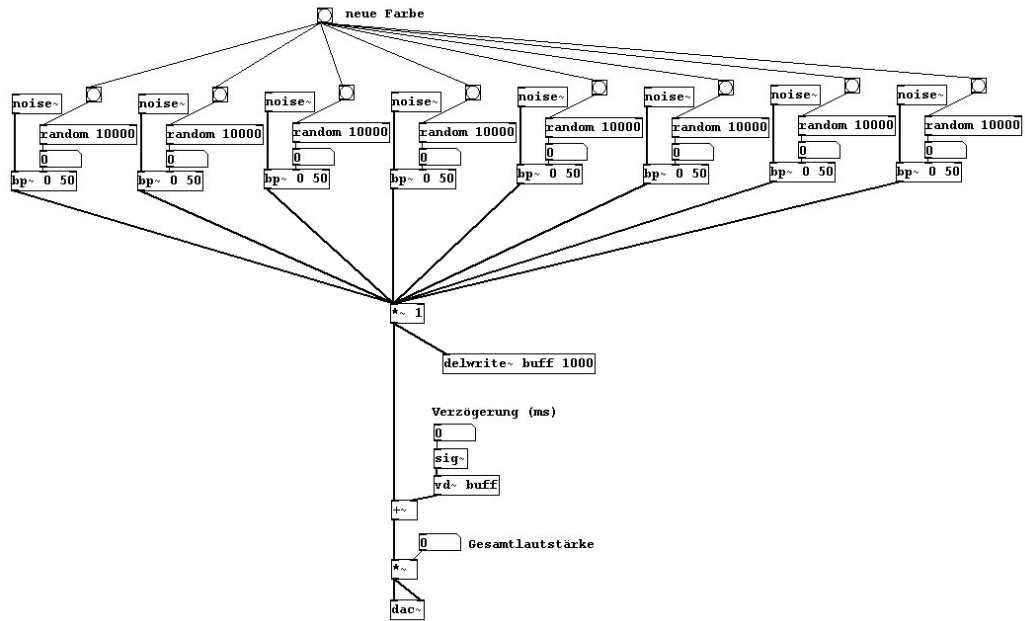 neue Farbe
noise~ noise~ noise~ noise~ noise~ noise~ noise~ noise~
random 10000 random 10000 random 10000 random 10000 random 10000 random 10000 random 10000 random 10000
0 0 0 0 0 0 0 0
bp~ 0 50 bp~ 0 50 bp~ 0 50 bp~ 0 50 bp~ 0 50 bp~ 0 50 bp~ 0 50 bp~ 0 50
*~ 1
delwrite~ buff 1000
Verzögerung (ms)
0
sig~
vd~ buff
+~
0 Gesamtlautstärke
*~
dac~